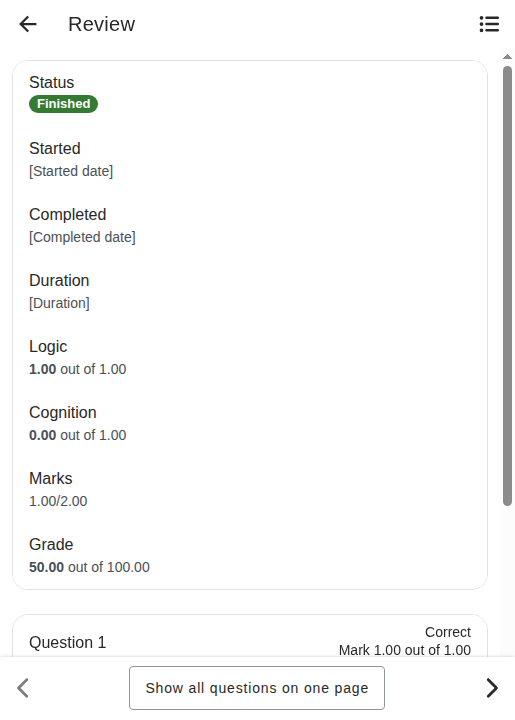 Review
Status
Finished
Started
[Started date]
Completed
[Completed date]
Duration
[Duration]
Logic
1.00 out of 1.00
Cognition
0.00 out of 1.00
Marks
1.00/2.00
Grade
50.00 out of 100.00
Question 1
Correct
Mark 1.00 out of 1.00
Show all questions on one page